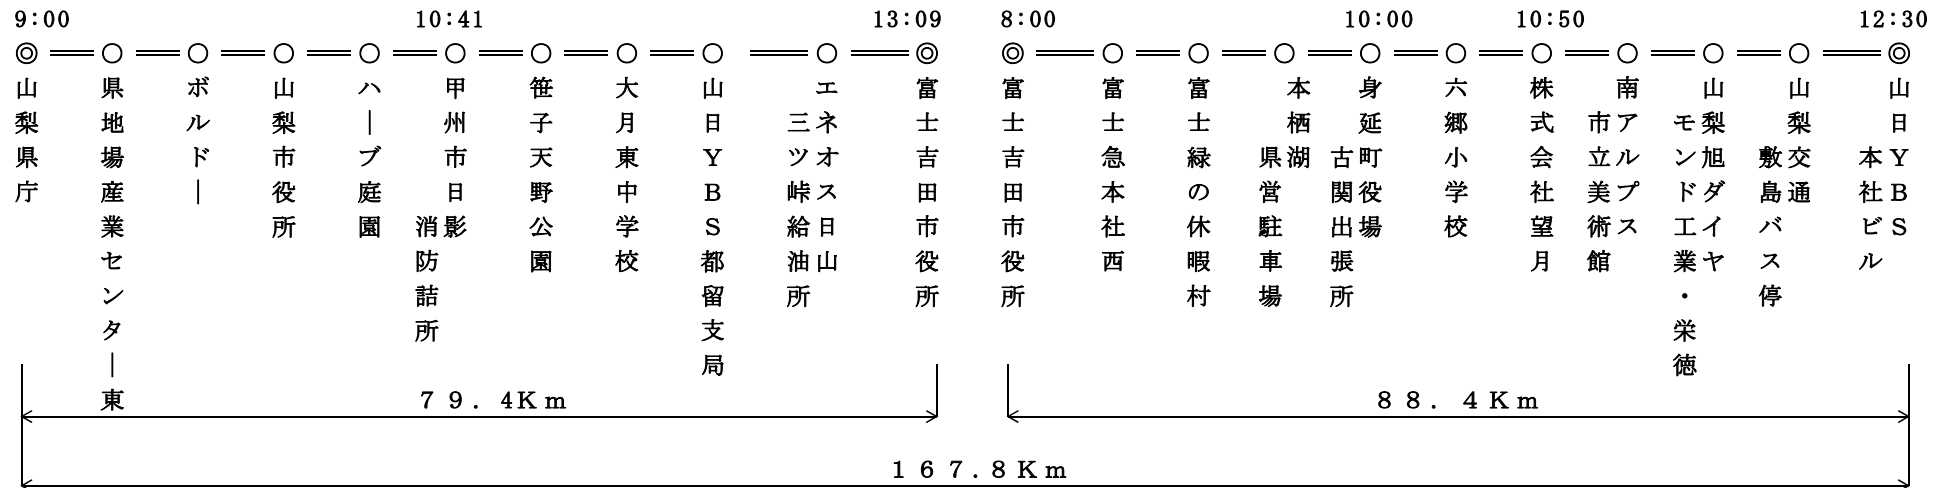 9:00 10:41 13:09 8:00 10:00 10:50 12:30
山梨県庁
県地場産業センター東
ボルドー
山梨市役所
ハーブ庭園
甲州市日影
消防詰所
笹子天野公園
大月東中学校
山日YBS都留支局
エネオス日山
三ツ峠給油所
富士吉田市役所
富士吉田市役所
富士急本社西
富士緑の休暇村
本栖湖
県営駐車場
身延町役場
古関出張所
六郷小学校
株式会社望月
南アルプス
市立美術館
山梨旭ダイヤ
モンド工業・栄徳
山梨交通
敷島バス停
山日YBS
本社ビル
79.4Km
88.4Km
167.8Km